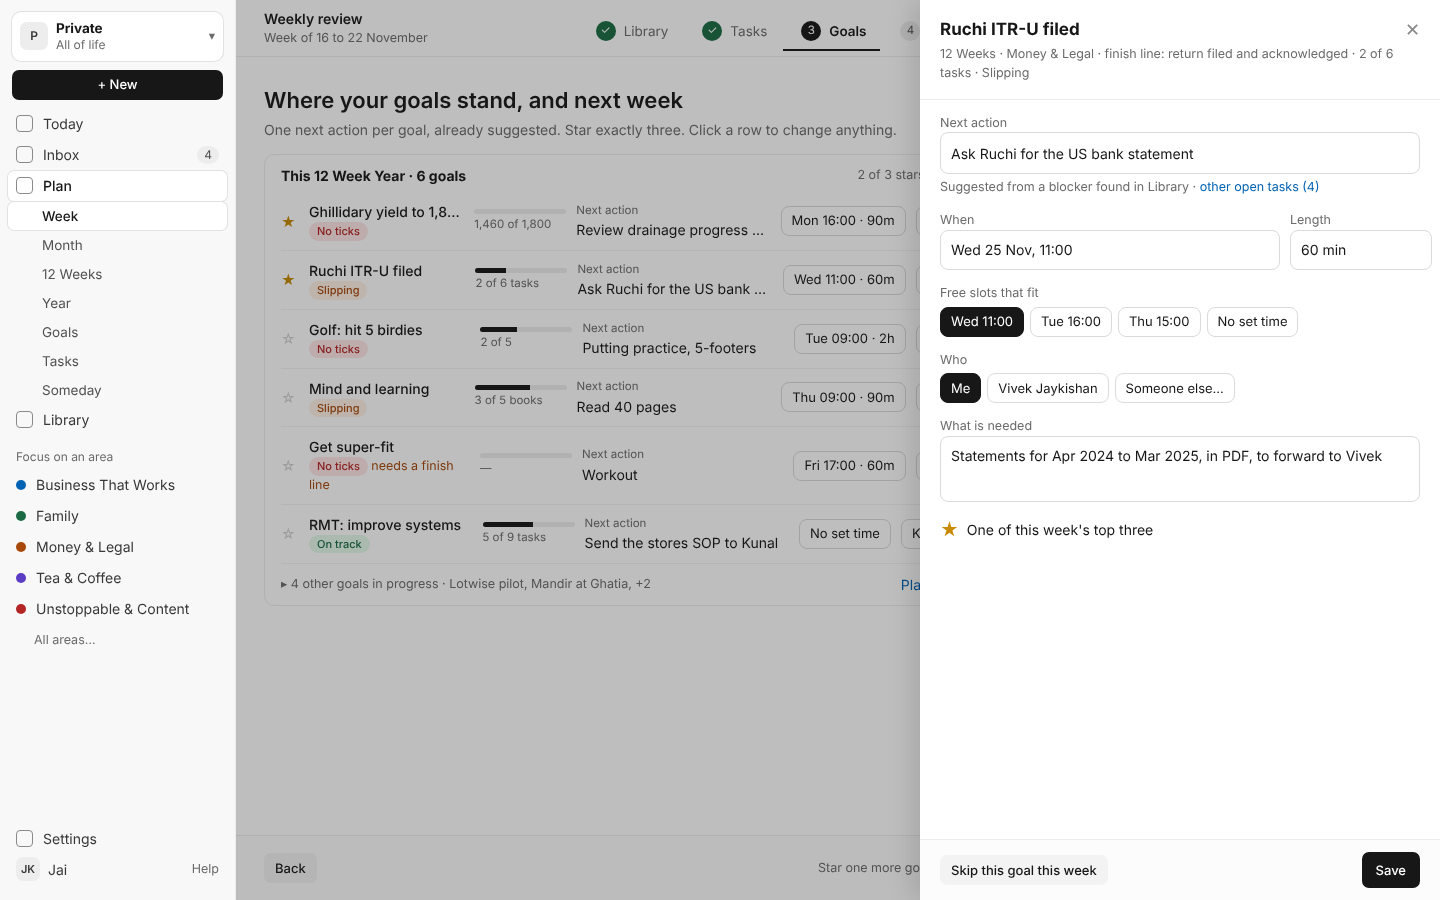 P
Private
All of life
▾
+ New
Today
Inbox
4
Plan
Week
Month
12 Weeks
Year
Goals
Tasks
Someday
Library
Focus on an area
Business That Works
Family
Money & Legal
Tea & Coffee
Unstoppable & Content
All areas...
Settings
JK
Jai
Help
Weekly review
Week of 16 to 22 November
✓ Library
✓ Tasks
3 Goals
4
Where your goals stand, and next week
One next action per goal, already suggested. Star exactly three. Click a row to change anything.
This 12 Week Year · 6 goals
2 of 3 stars
★
Ghillidary yield to 1,8...
No ticks
1,460 of 1,800
Next action
Review drainage progress ...
Mon 16:00 · 90m
★
Ruchi ITR-U filed
Slipping
2 of 6 tasks
Next action
Ask Ruchi for the US bank ...
Wed 11:00 · 60m
☆
Golf: hit 5 birdies
No ticks
2 of 5
Next action
Putting practice, 5-footers
Tue 09:00 · 2h
☆
Mind and learning
Slipping
3 of 5 books
Next action
Read 40 pages
Thu 09:00 · 90m
☆
Get super-fit
No ticks needs a finish
line
—
Next action
Workout
Fri 17:00 · 60m
☆
RMT: improve systems
On track
5 of 9 tasks
Next action
Send the stores SOP to Kunal
No set time
K
▸ 4 other goals in progress · Lotwise pilot, Mandir at Ghatia, +2
Pla
Back
Star one more go
Ruchi ITR-U filed
✕
12 Weeks · Money & Legal · finish line: return filed and acknowledged · 2 of 6
tasks · Slipping
Next action
Ask Ruchi for the US bank statement
Suggested from a blocker found in Library · other open tasks (4)
When
Length
Wed 25 Nov, 11:00
60 min
Free slots that fit
Wed 11:00
Tue 16:00
Thu 15:00
No set time
Who
Me
Vivek Jaykishan
Someone else...
What is needed
Statements for Apr 2024 to Mar 2025, in PDF, to forward to Vivek
★ One of this week's top three
Skip this goal this week
Save